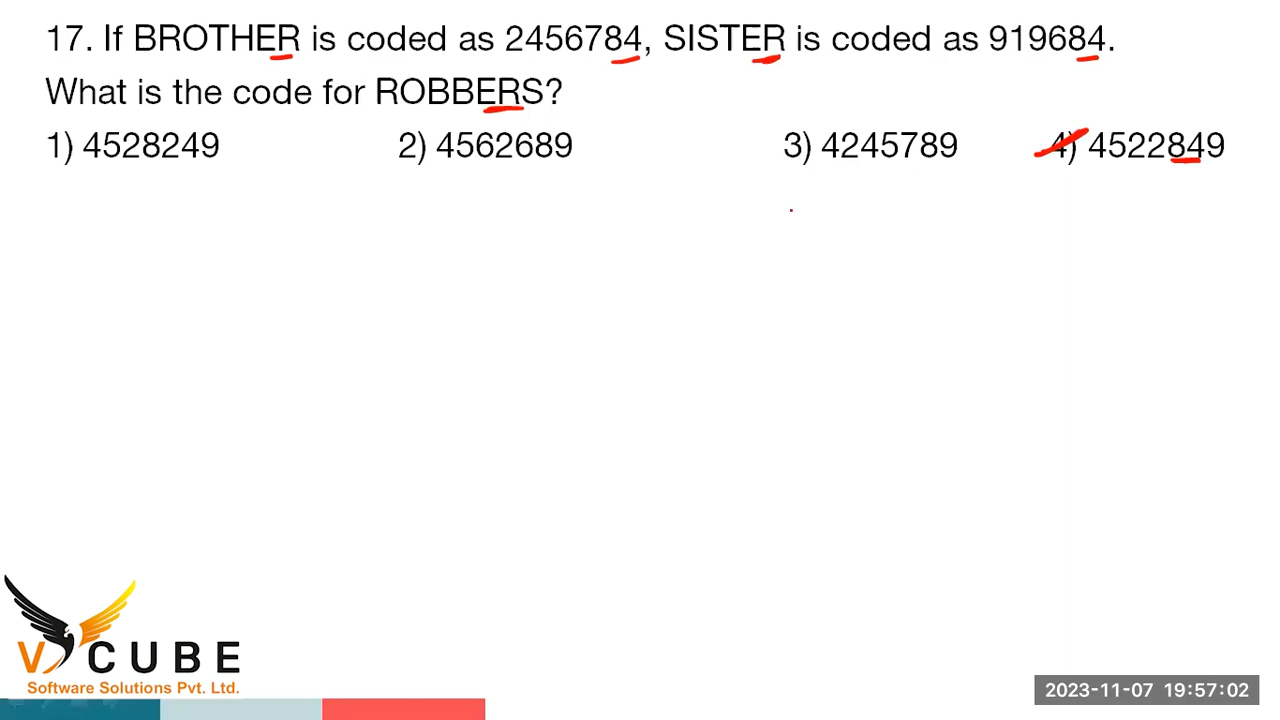 17. If BROTHER is coded as 2456784, SISTER is coded as 919684.
What is the code for ROBBERS?
1) 4528249 2) 4562689 3) 4245789 4) 4522849
V CUBE
Software Solutions Pvt. Ltd.
2023-11-07 19:57:02